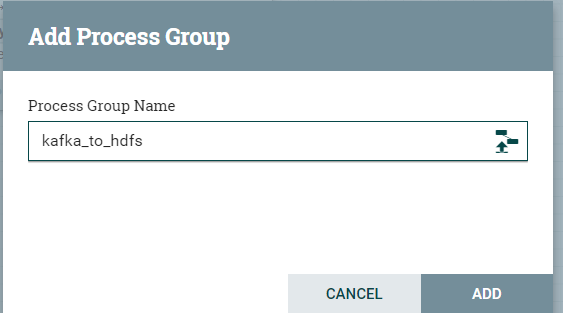 Add Process Group
Process Group Name
kafka_to_hdfs
CANCEL
ADD